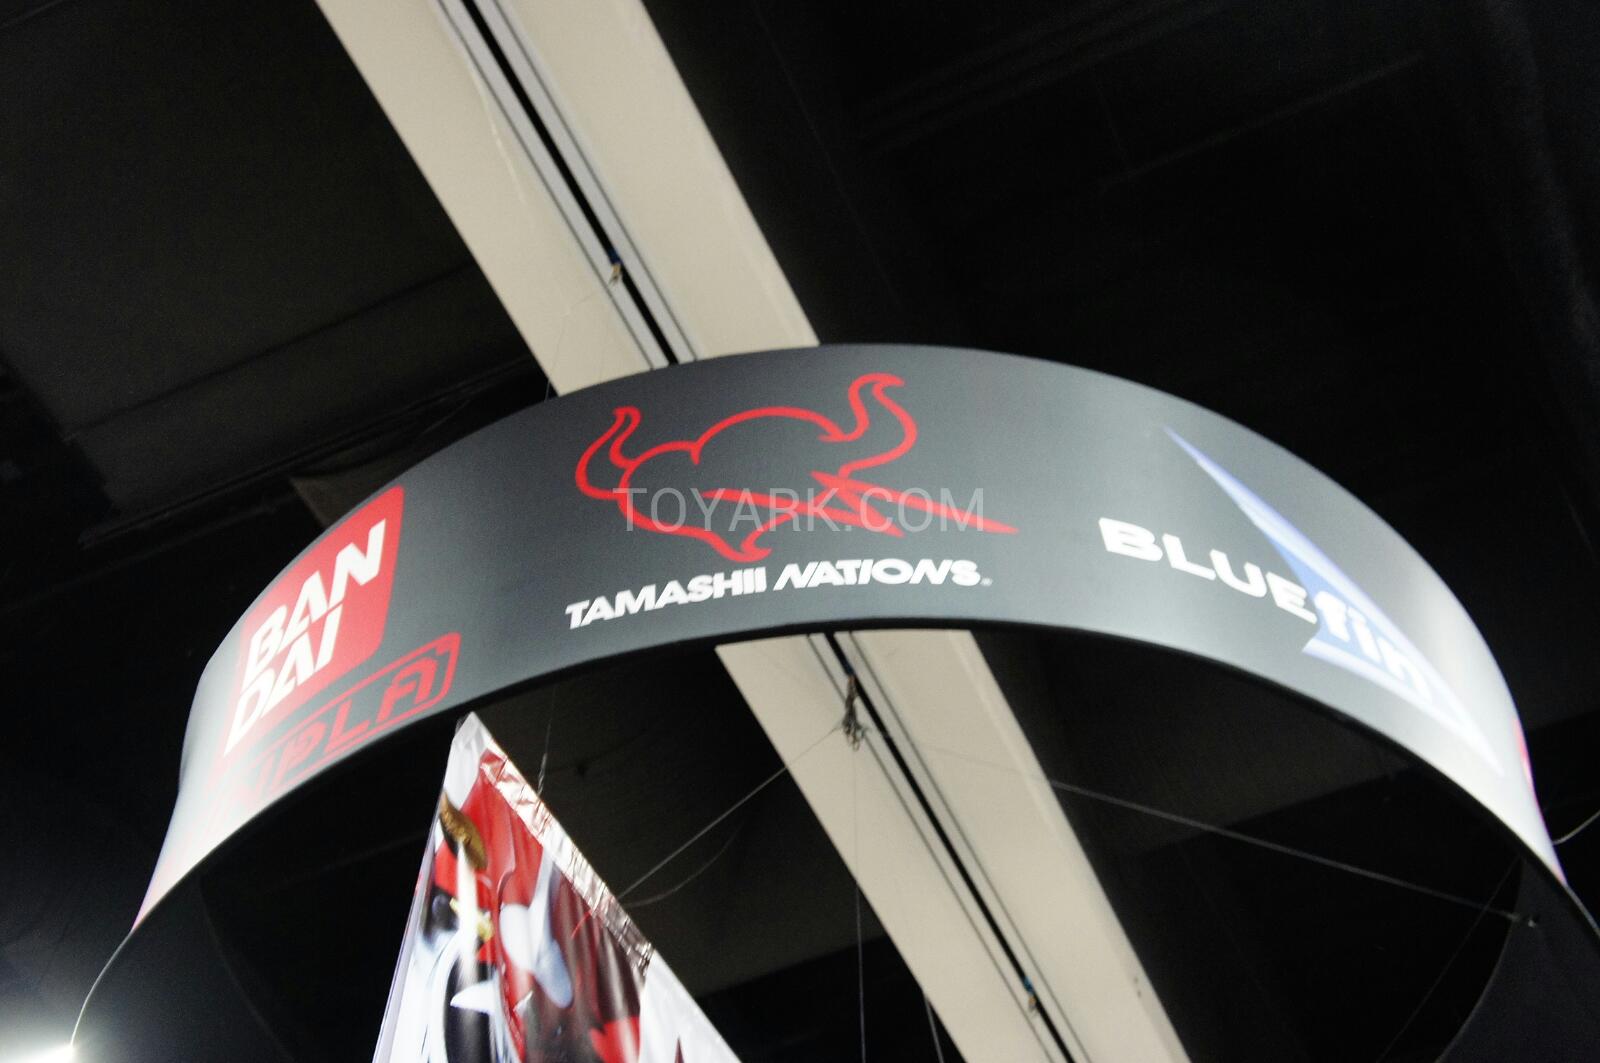 BAN
DAI
TAMASHII NATIONS
BLUEfin
TOYARK.COM